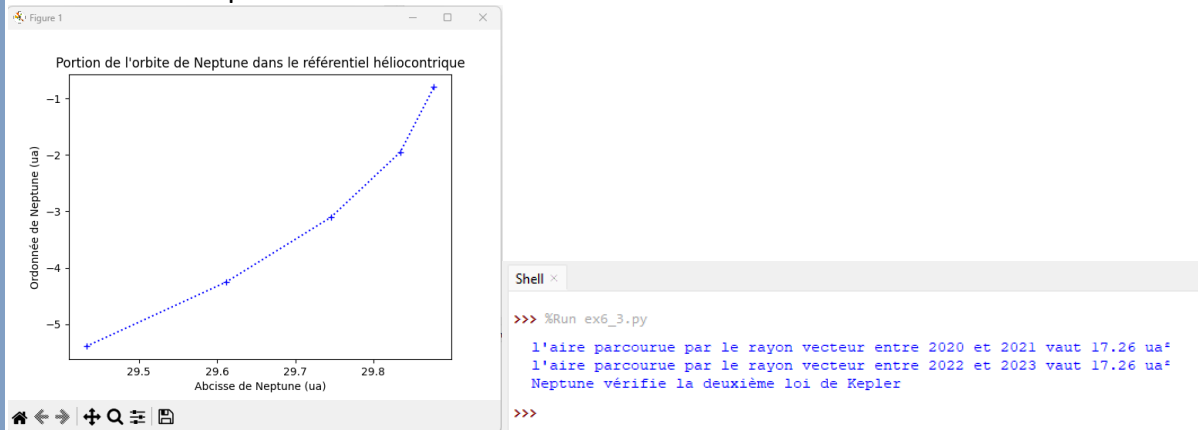 Figure 1
Portion de l'orbite de Neptune dans le référentiel héliocontrique
Ordonnée de Neptune (ua)
−1
−2
−3
−4
−5
29.5 29.6 29.7 29.8
Abcisse de Neptune (ua)
Shell ×
>>> %Run ex6_3.py
l'aire parcourue par le rayon vecteur entre 2020 et 2021 vaut 17.26 ua²
l'aire parcourue par le rayon vecteur entre 2022 et 2023 vaut 17.26 ua²
Neptune vérifie la deuxième loi de Kepler
>>>